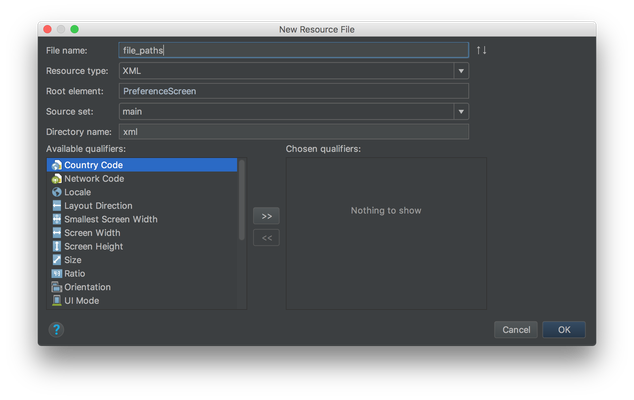 New Resource File
File name: file_paths
Resource type: XML
Root element: PreferenceScreen
Source set: main
Directory name: xml
Available qualifiers: Chosen qualifiers:
Country Code
Network Code
Locale
Layout Direction
Smallest Screen Width
Screen Width
Screen Height
Size
Ratio
Orientation
UI Mode
Nothing to show
>>
<<
? Cancel OK